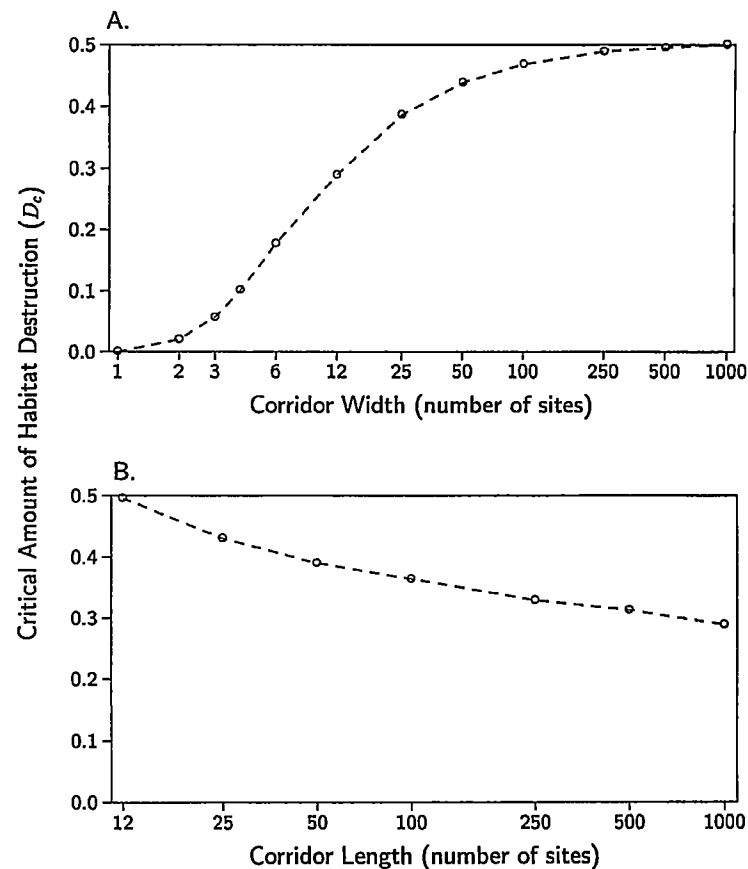 A.
0.5
0.4
0.3
0.2
0.1
0.0
1 2 3 6 12 25 50 100 250 500 1000
Corridor Width (number of sites)
Critical Amount of Habitat Destruction (D_c)
B.
0.5
0.4
0.3
0.2
0.1
0.0
12 25 50 100 250 500 1000
Corridor Length (number of sites)